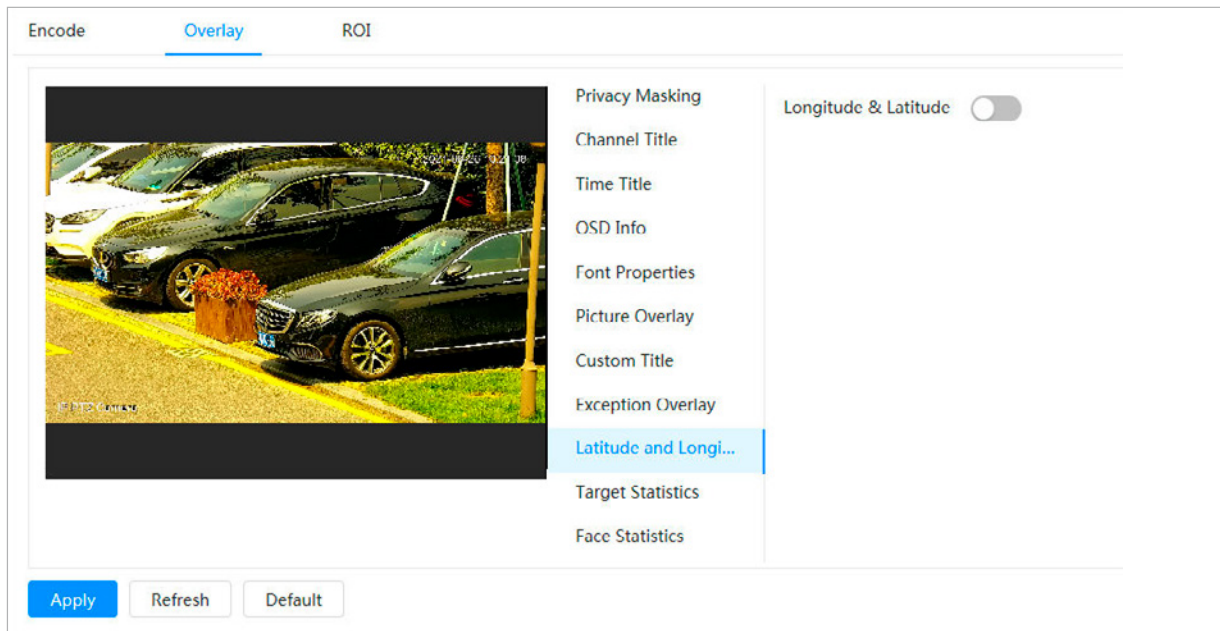 Encode
Overlay
ROI
Privacy Masking
Channel Title
Time Title
OSD Info
Font Properties
Picture Overlay
Custom Title
Exception Overlay
Latitude and Longi...
Target Statistics
Face Statistics
Longitude & Latitude
Apply
Refresh
Default